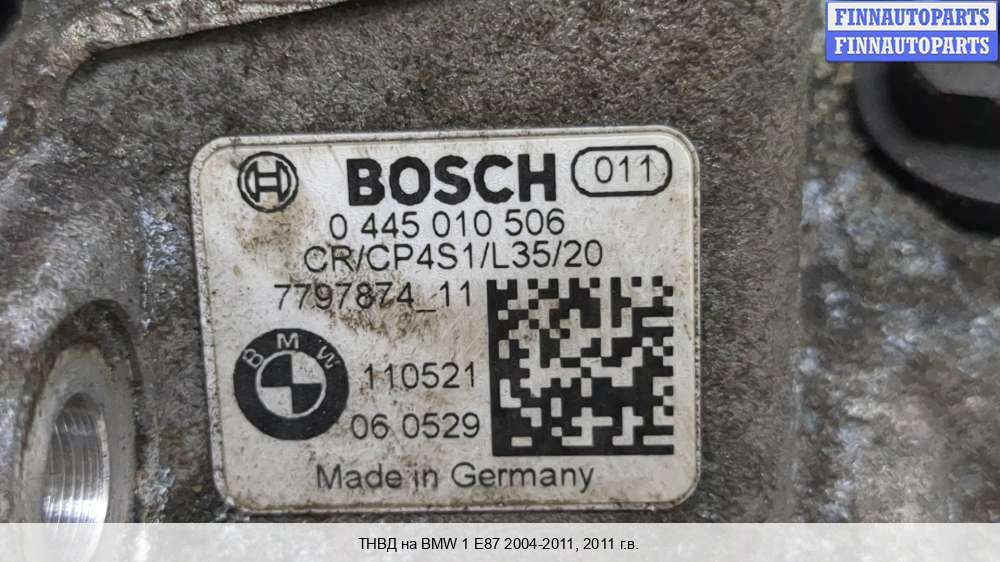 FINNAUTOPARTS
FINNAUTOPARTS
BOSCH 011
0 445 010 506
CR/CP4S1/L35/20
7797874_11
BMW
110521
06 0529
Made in Germany
ТНВД на BMW 1 E87 2004-2011, 2011 г.в.